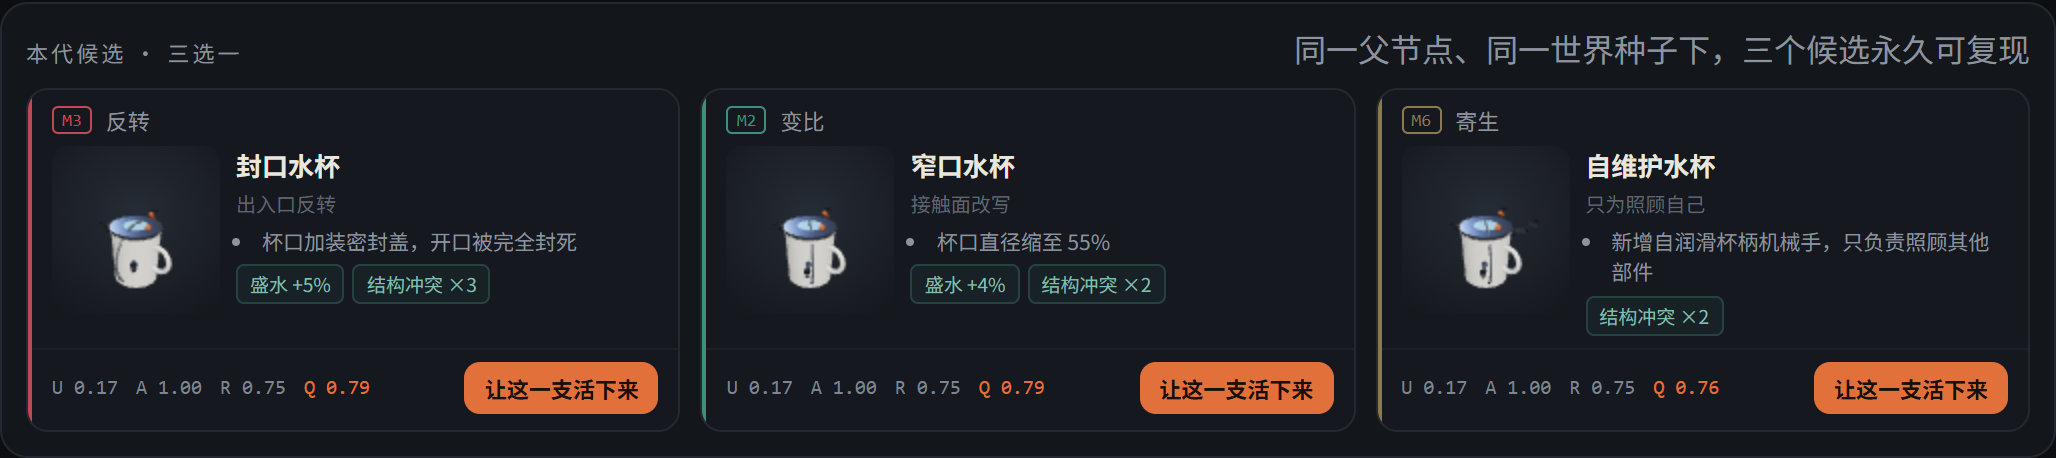 本代候选 · 三选一
同一父节点、同一世界种子下，三个候选永久可复现
M3 反转
封口水杯
出入口反转
杯口加装密封盖，开口被完全封死
盛水 +5% 结构冲突 ×3
U 0.17 A 1.00 R 0.75 Q 0.79 让这一支活下来
M2 变比
窄口水杯
接触面改写
杯口直径缩至 55%
盛水 +4% 结构冲突 ×2
U 0.17 A 1.00 R 0.75 Q 0.79 让这一支活下来
M6 寄生
自维护水杯
只为照顾自己
新增自润滑杯柄机械手，只负责照顾其他
部件
结构冲突 ×2
U 0.17 A 1.00 R 0.75 Q 0.76 让这一支活下来